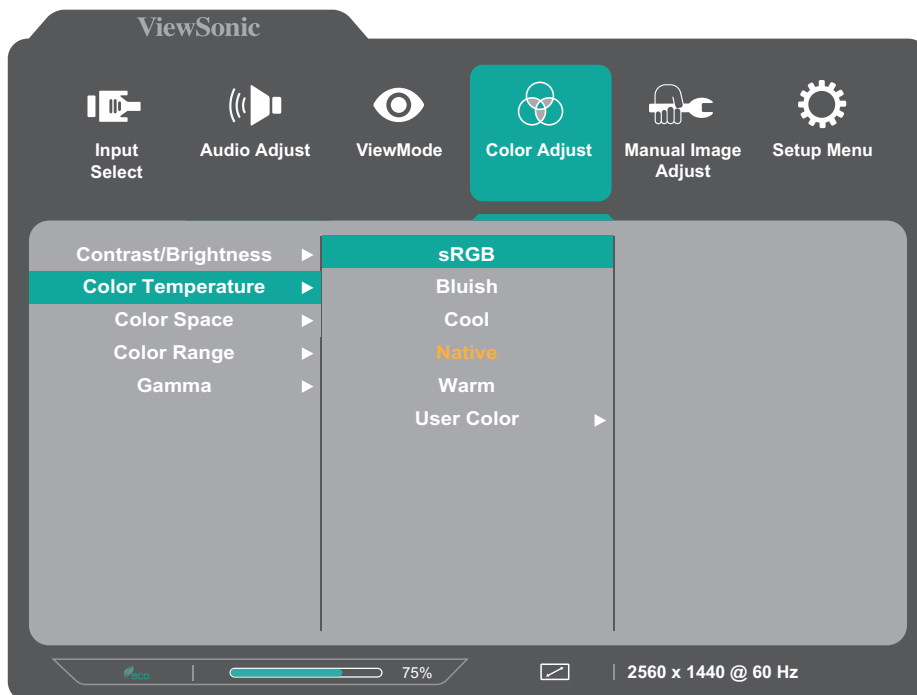 ViewSonic
Input
Select
Audio Adjust
ViewMode
Color Adjust
Manual Image
Adjust
Setup Menu
Contrast/Brightness
Color Temperature
Color Space
Color Range
Gamma
sRGB
Bluish
Cool
Native
Warm
User Color
eco
75%
2560 x 1440 @ 60 Hz